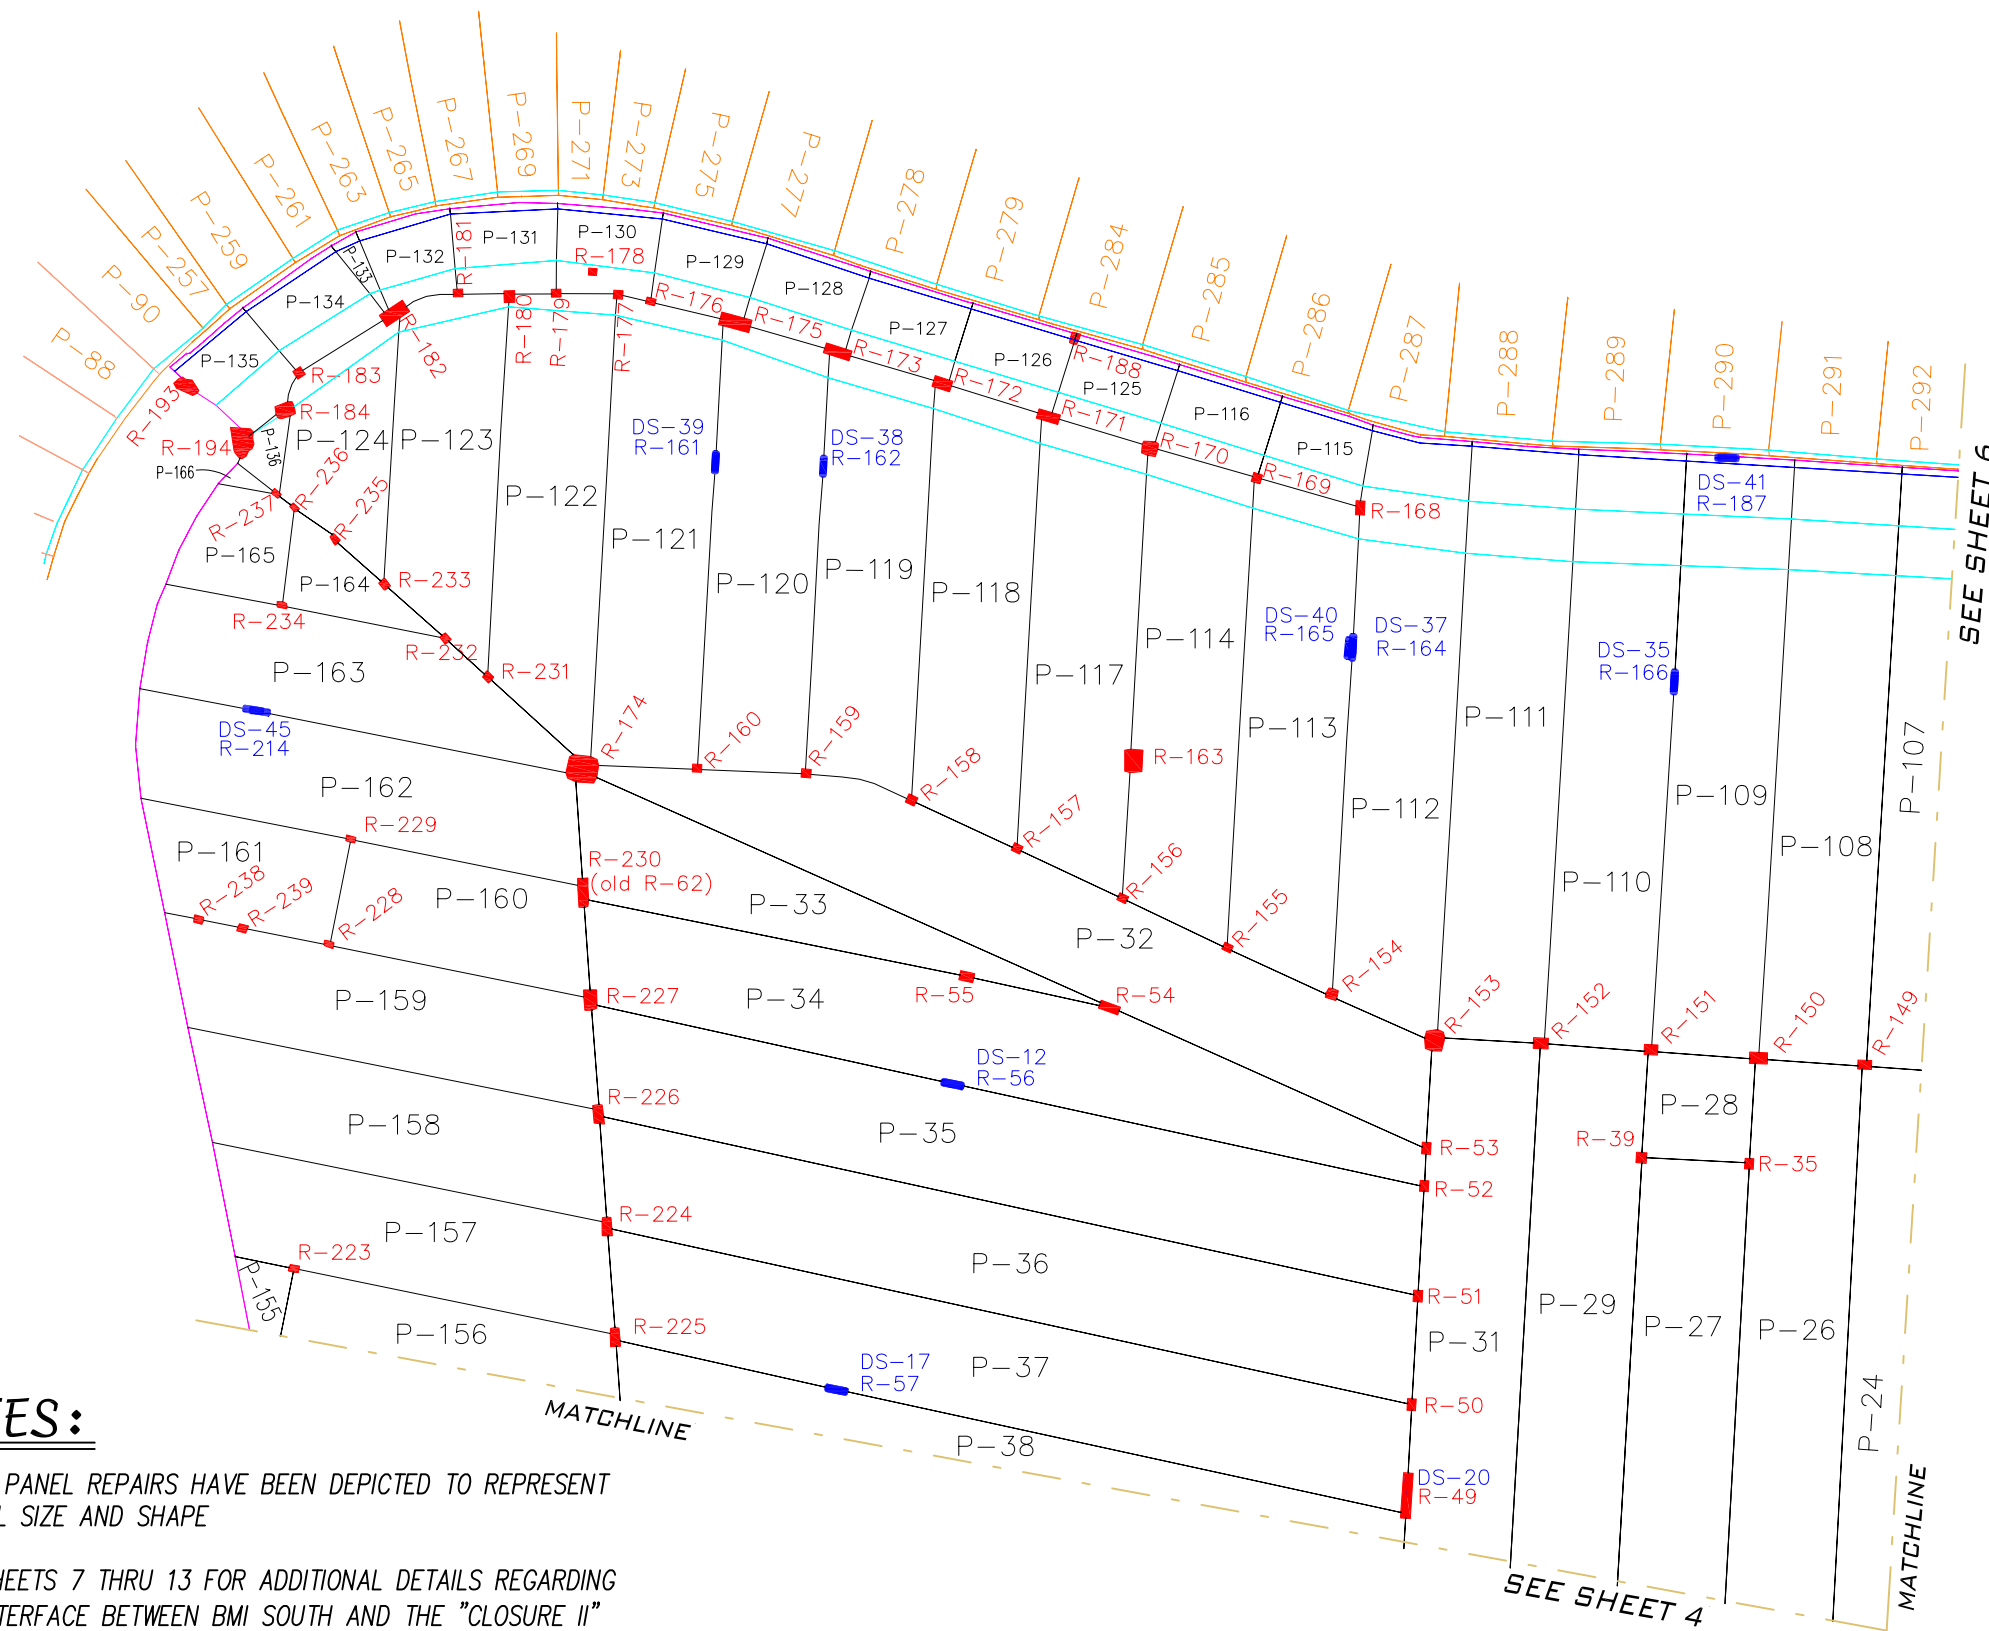 P-88
P-90
P-257
P-259
P-261
P-263
P-265
P-267
P-269
P-271
P-273
P-275
P-277
P-278
P-279
P-284
P-285
P-286
P-287
P-288
P-289
P-290
P-291
P-292
P-135
P-134
P-133
P-132
R-181
P-131
P-130
R-178
P-129
P-128
P-127
P-126
R-188
P-125
P-116
P-115
R-193
R-183
R-182
R-180
R-179
R-177
R-176
R-175
R-173
R-172
R-171
R-170
R-169
R-168
R-184
R-194
P-136
P-166
P-124
P-123
R-236
R-235
R-237
P-165
P-164
R-233
R-234
R-232
R-231
P-122
P-121
DS-39
R-161
P-120
DS-38
R-162
P-119
P-118
P-117
P-114
DS-40
R-165
DS-37
R-164
P-113
P-112
P-111
P-110
DS-35
R-166
DS-41
R-187
P-109
P-108
P-107
SEE SHEET 6
P-163
DS-45
R-214
P-162
R-174
R-160
R-159
R-158
R-157
R-163
R-156
R-155
R-154
R-153
R-152
R-151
R-150
R-149
R-229
P-161
R-238
R-239
R-228
P-160
R-230
(old R-62)
P-33
P-32
R-55
R-54
P-159
R-227
P-34
DS-12
R-56
P-158
R-226
P-35
R-53
R-52
P-28
R-39
R-35
P-157
R-224
P-36
R-51
R-223
P-155
P-156
R-225
P-37
DS-17
R-57
R-50
P-31
P-29
P-27
P-26
P-24
P-38
DS-20
R-49
MATCHLINE
MATCHLINE
SEE SHEET 4
ES:
PANEL REPAIRS HAVE BEEN DEPICTED TO REPRESENT
L SIZE AND SHAPE
HEETS 7 THRU 13 FOR ADDITIONAL DETAILS REGARDING
TERFACE BETWEEN BMI SOUTH AND THE "CLOSURE II"